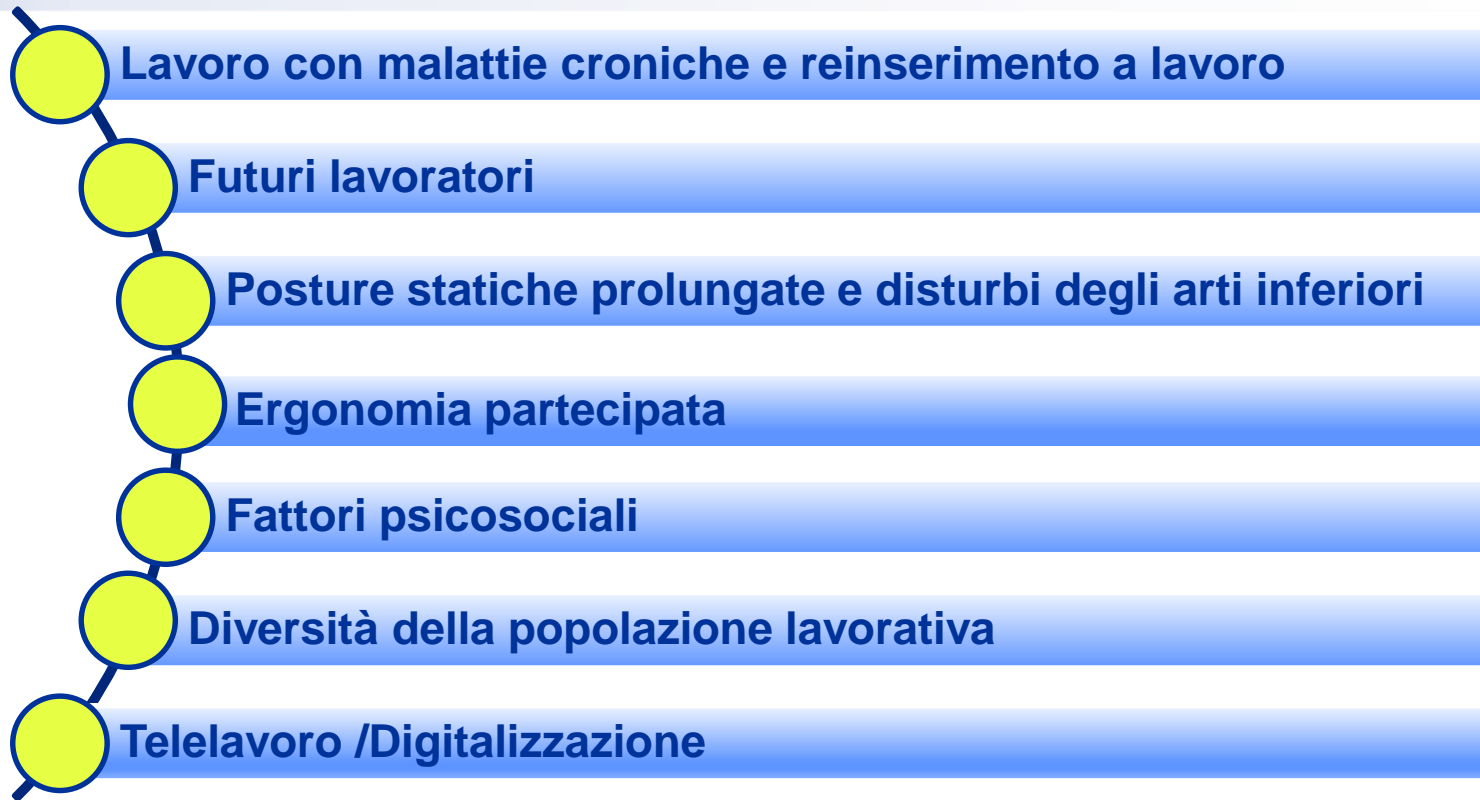 Lavoro con malattie croniche e reinserimento a lavoro
Futuri lavoratori
Posture statiche prolungate e disturbi degli arti inferiori
Ergonomia partecipata
Fattori psicosociali
Diversità della popolazione lavorativa
Telelavoro /Digitalizzazione